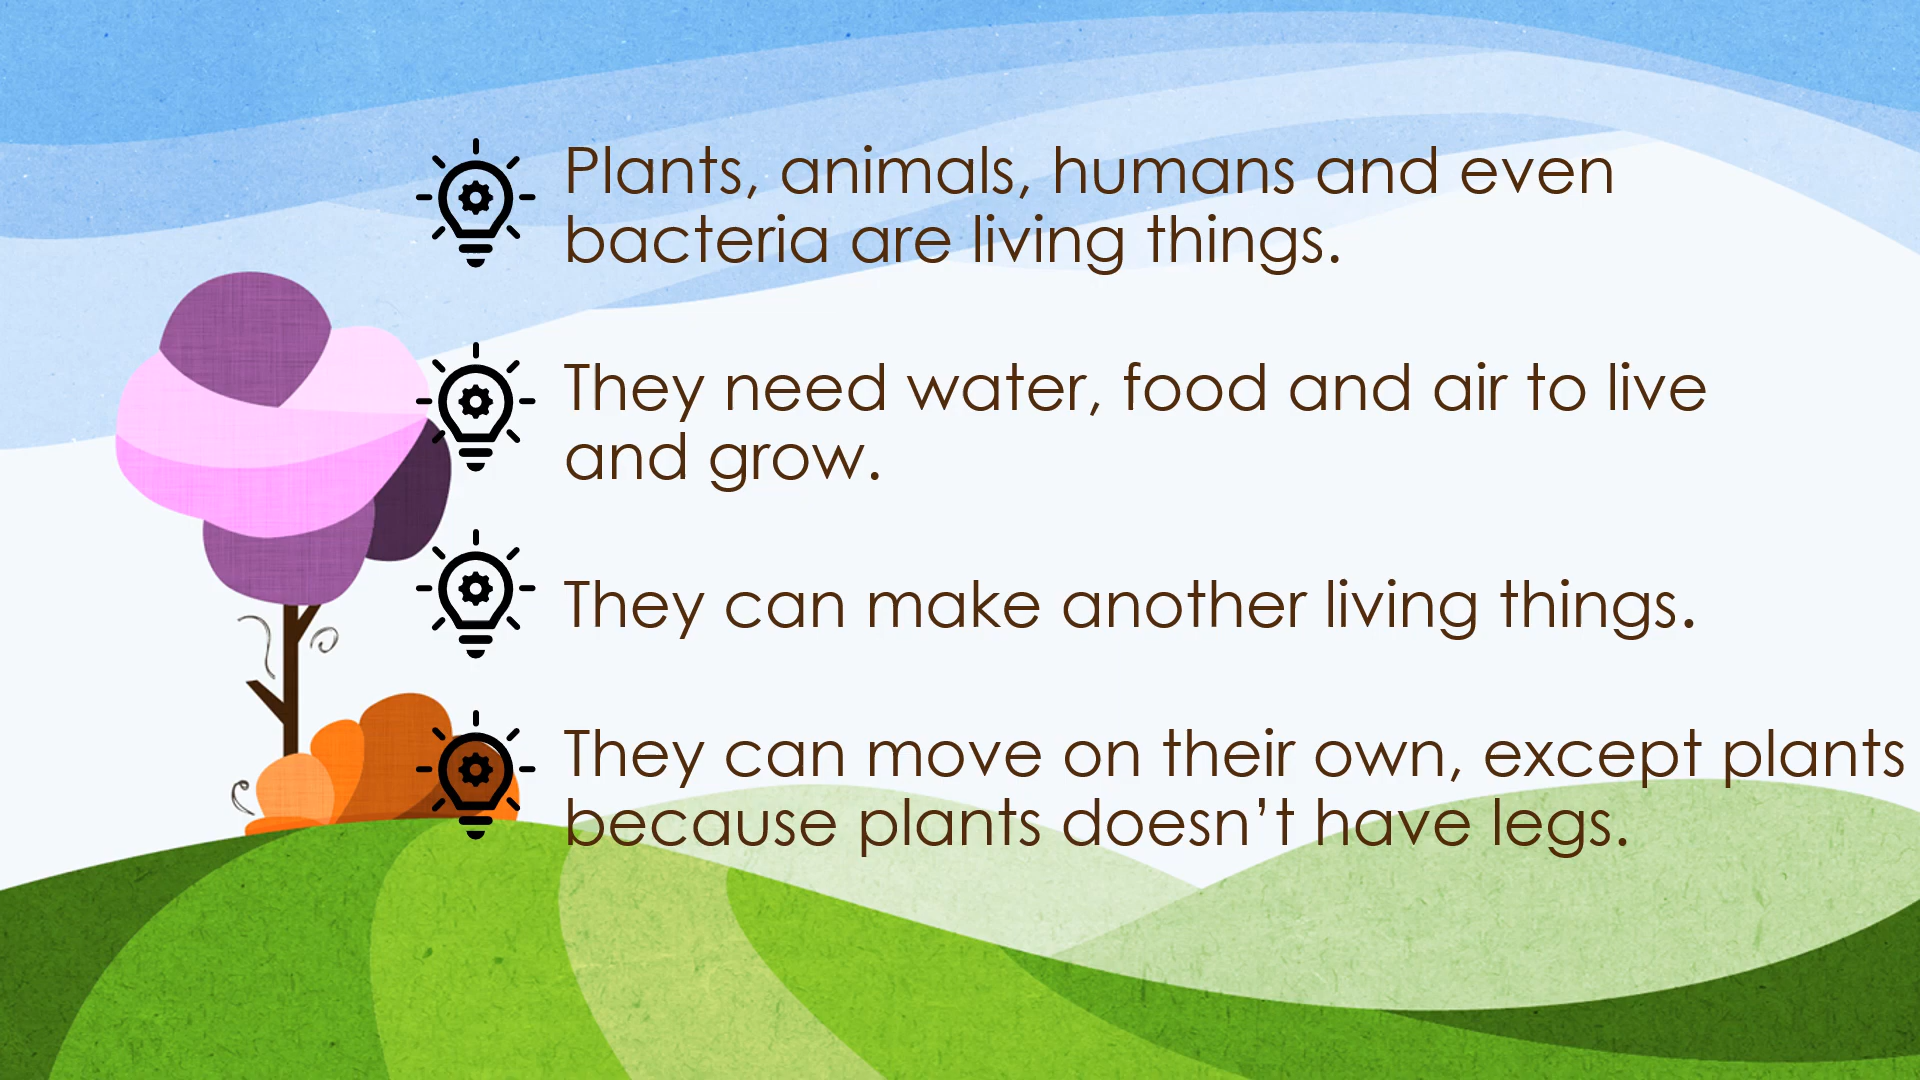 Plants, animals, humans and even
bacteria are living things.
They need water, food and air to live
and grow.
They can make another living things.
They can move on their own, except plants
because plants doesn’t have legs.